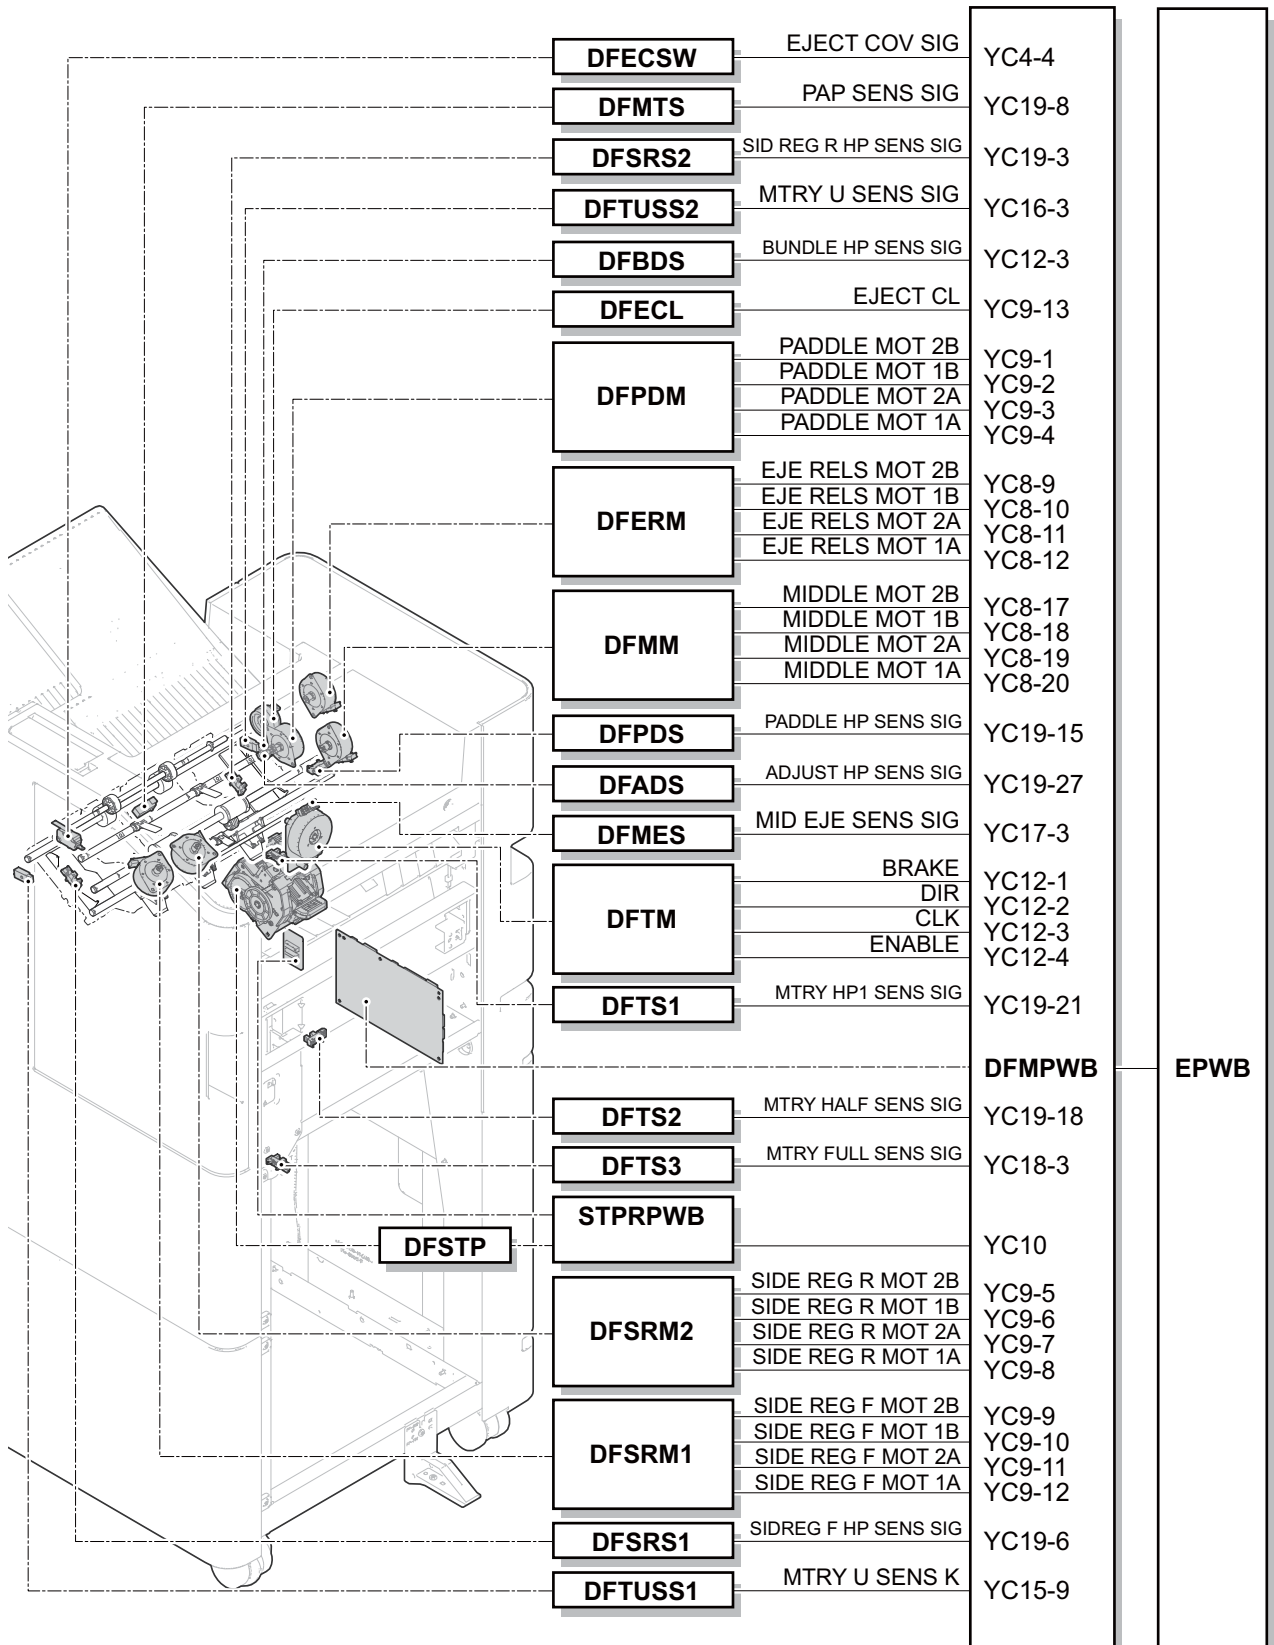 DFECSW EJECT COV SIG YC4-4
DFMTS PAP SENS SIG YC19-8
DFSRS2 SID REG R HP SENS SIG YC19-3
DFTUSS2 MTRY U SENS SIG YC16-3
DFBDS BUNDLE HP SENS SIG YC12-3
DFECL EJECT CL YC9-13
DFPDM
PADDLE MOT 2B YC9-1
PADDLE MOT 1B YC9-2
PADDLE MOT 2A YC9-3
PADDLE MOT 1A YC9-4
DFERM
EJE RELS MOT 2B YC8-9
EJE RELS MOT 1B YC8-10
EJE RELS MOT 2A YC8-11
EJE RELS MOT 1A YC8-12
DFMM
MIDDLE MOT 2B YC8-17
MIDDLE MOT 1B YC8-18
MIDDLE MOT 2A YC8-19
MIDDLE MOT 1A YC8-20
DFPDS PADDLE HP SENS SIG YC19-15
DFADS ADJUST HP SENS SIG YC19-27
DFMES MID EJE SENS SIG YC17-3
DFTM
BRAKE YC12-1
DIR YC12-2
CLK YC12-3
ENABLE YC12-4
DFTS1 MTRY HP1 SENS SIG YC19-21
DFMPWB EPWB
DFTS2 MTRY HALF SENS SIG YC19-18
DFTS3 MTRY FULL SENS SIG YC18-3
STPRPWB
DFSTP YC10
DFSRM2
SIDE REG R MOT 2B YC9-5
SIDE REG R MOT 1B YC9-6
SIDE REG R MOT 2A YC9-7
SIDE REG R MOT 1A YC9-8
DFSRM1
SIDE REG F MOT 2B YC9-9
SIDE REG F MOT 1B YC9-10
SIDE REG F MOT 2A YC9-11
SIDE REG F MOT 1A YC9-12
DFSRS1 SIDREG F HP SENS SIG YC19-6
DFTUSS1 MTRY U SENS K YC15-9